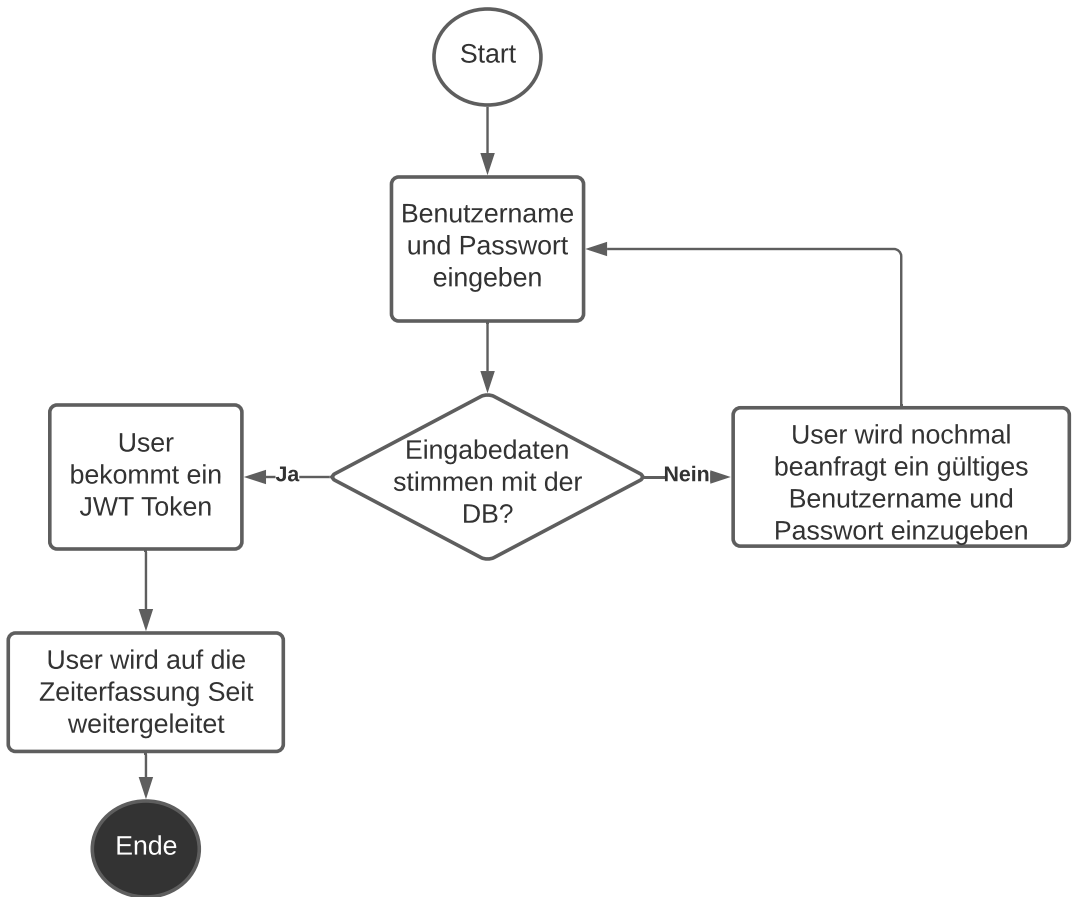 Start
Benutzername
und Passwort
eingeben
Eingabedaten
stimmen mit der
DB?
Ja
Nein
User
bekommt ein
JWT Token
User wird nochmal
beanfragt ein gültiges
Benutzername und
Passwort einzugeben
User wird auf die
Zeiterfassung Seit
weitergeleitet
Ende